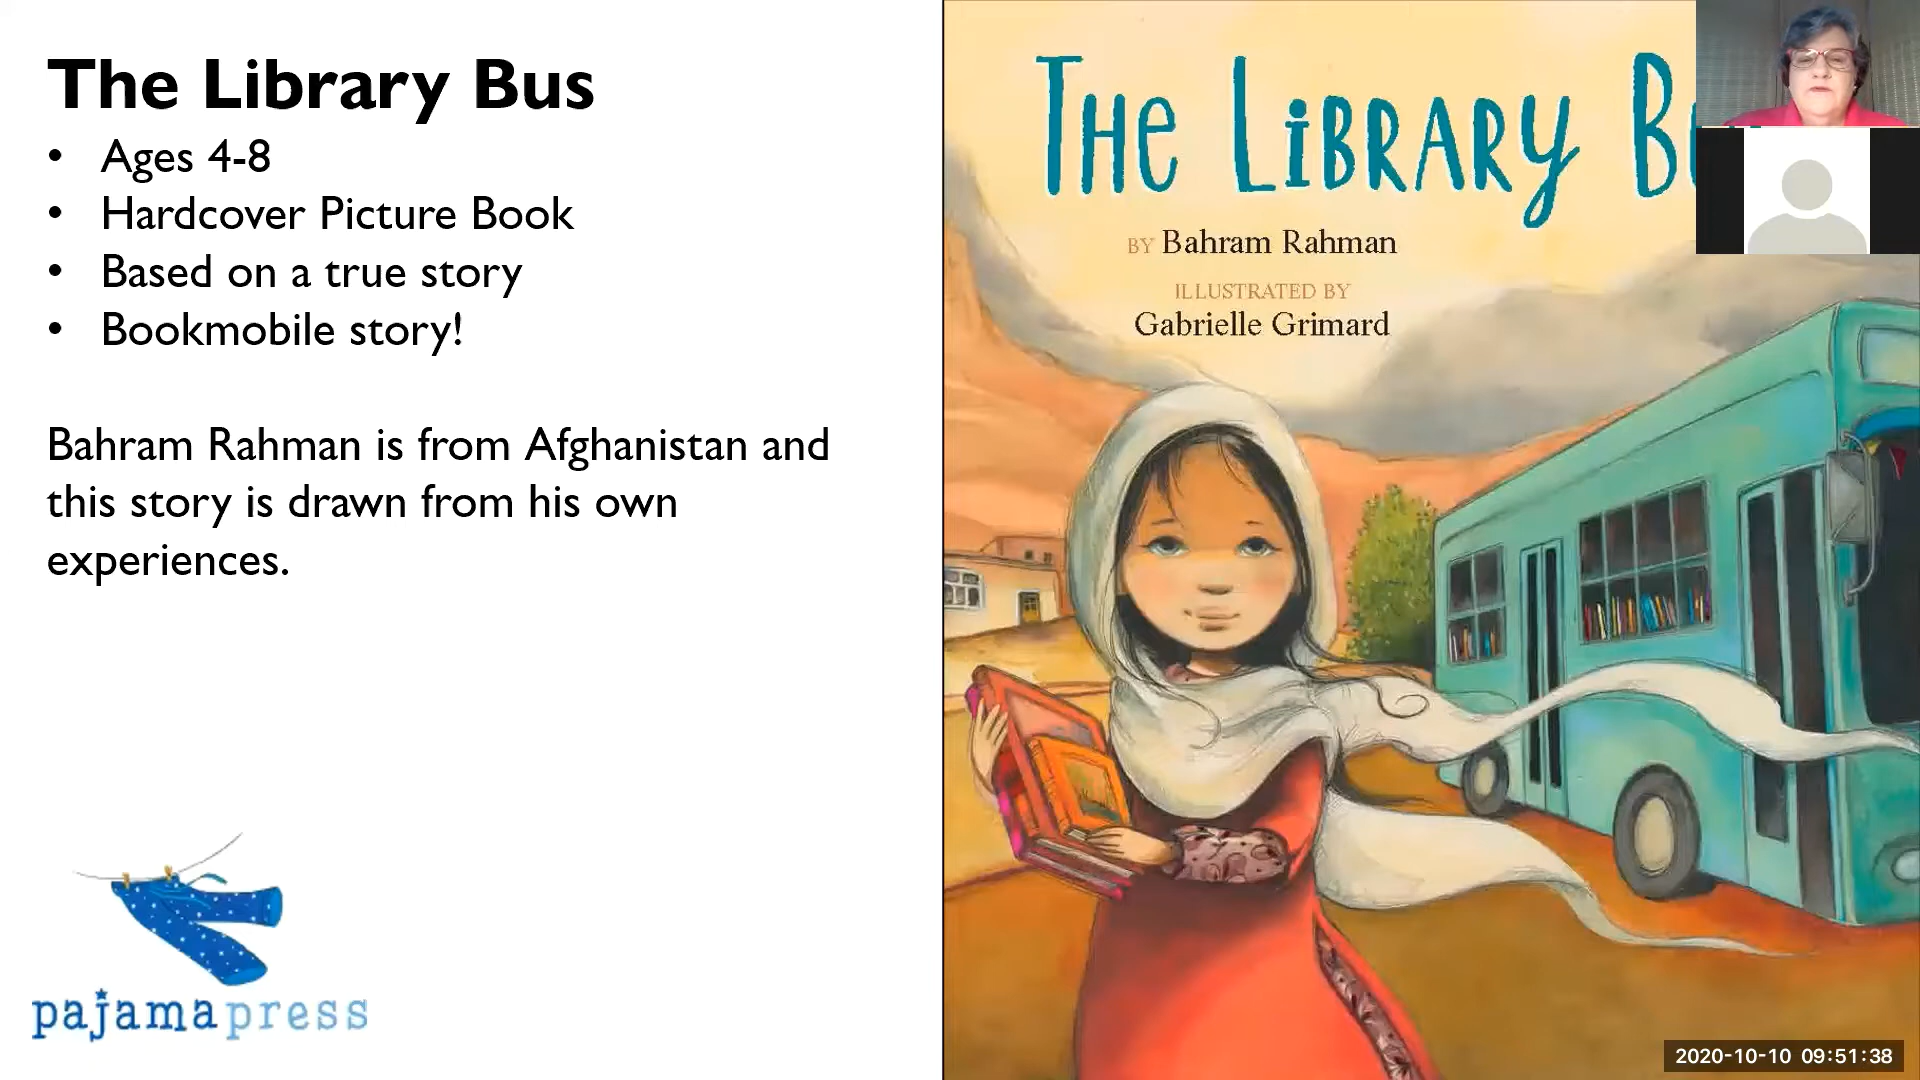 The Library Bus
• Ages 4-8
• Hardcover Picture Book
• Based on a true story
• Bookmobile story!
Bahram Rahman is from Afghanistan and
this story is drawn from his own
experiences.
pajamapress
THE LIBRARY B
BY Bahram Rahman
ILLUSTRATED BY
Gabrielle Grimard
2020-10-10 09:51:38